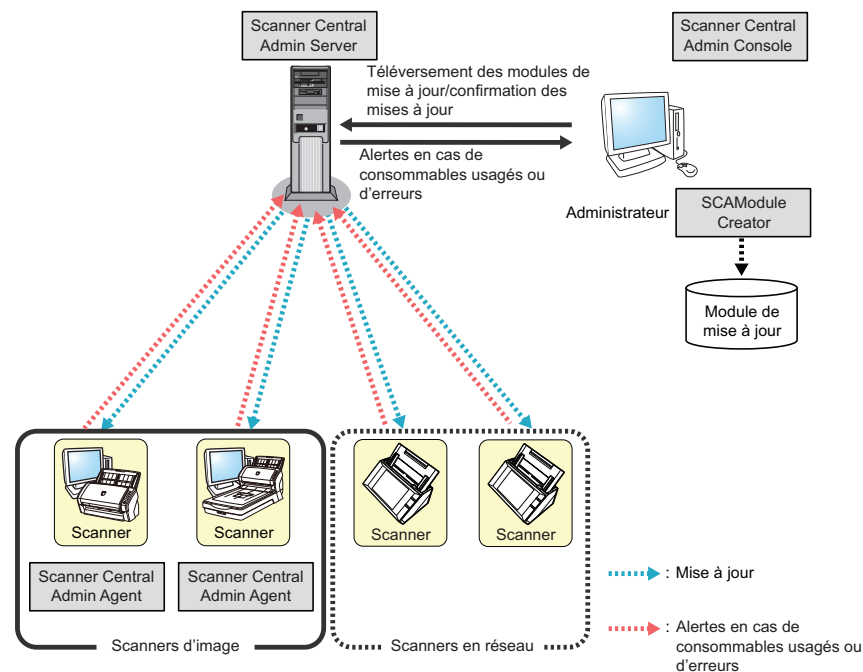 Scanner Central
Admin Server
Scanner Central
Admin Console
Téléversement des modules de
mise à jour/confirmation des
mises à jour
Alertes en cas de
consommables usagés ou
d'erreurs
Administrateur
SCAModule
Creator
Module de
mise à jour
Scanner
Scanner
Scanner
Scanner
Scanner Central
Admin Agent
Scanner Central
Admin Agent
Scanners d'image
Scanners en réseau
: Mise à jour
: Alertes en cas de
consommables usagés ou
d'erreurs